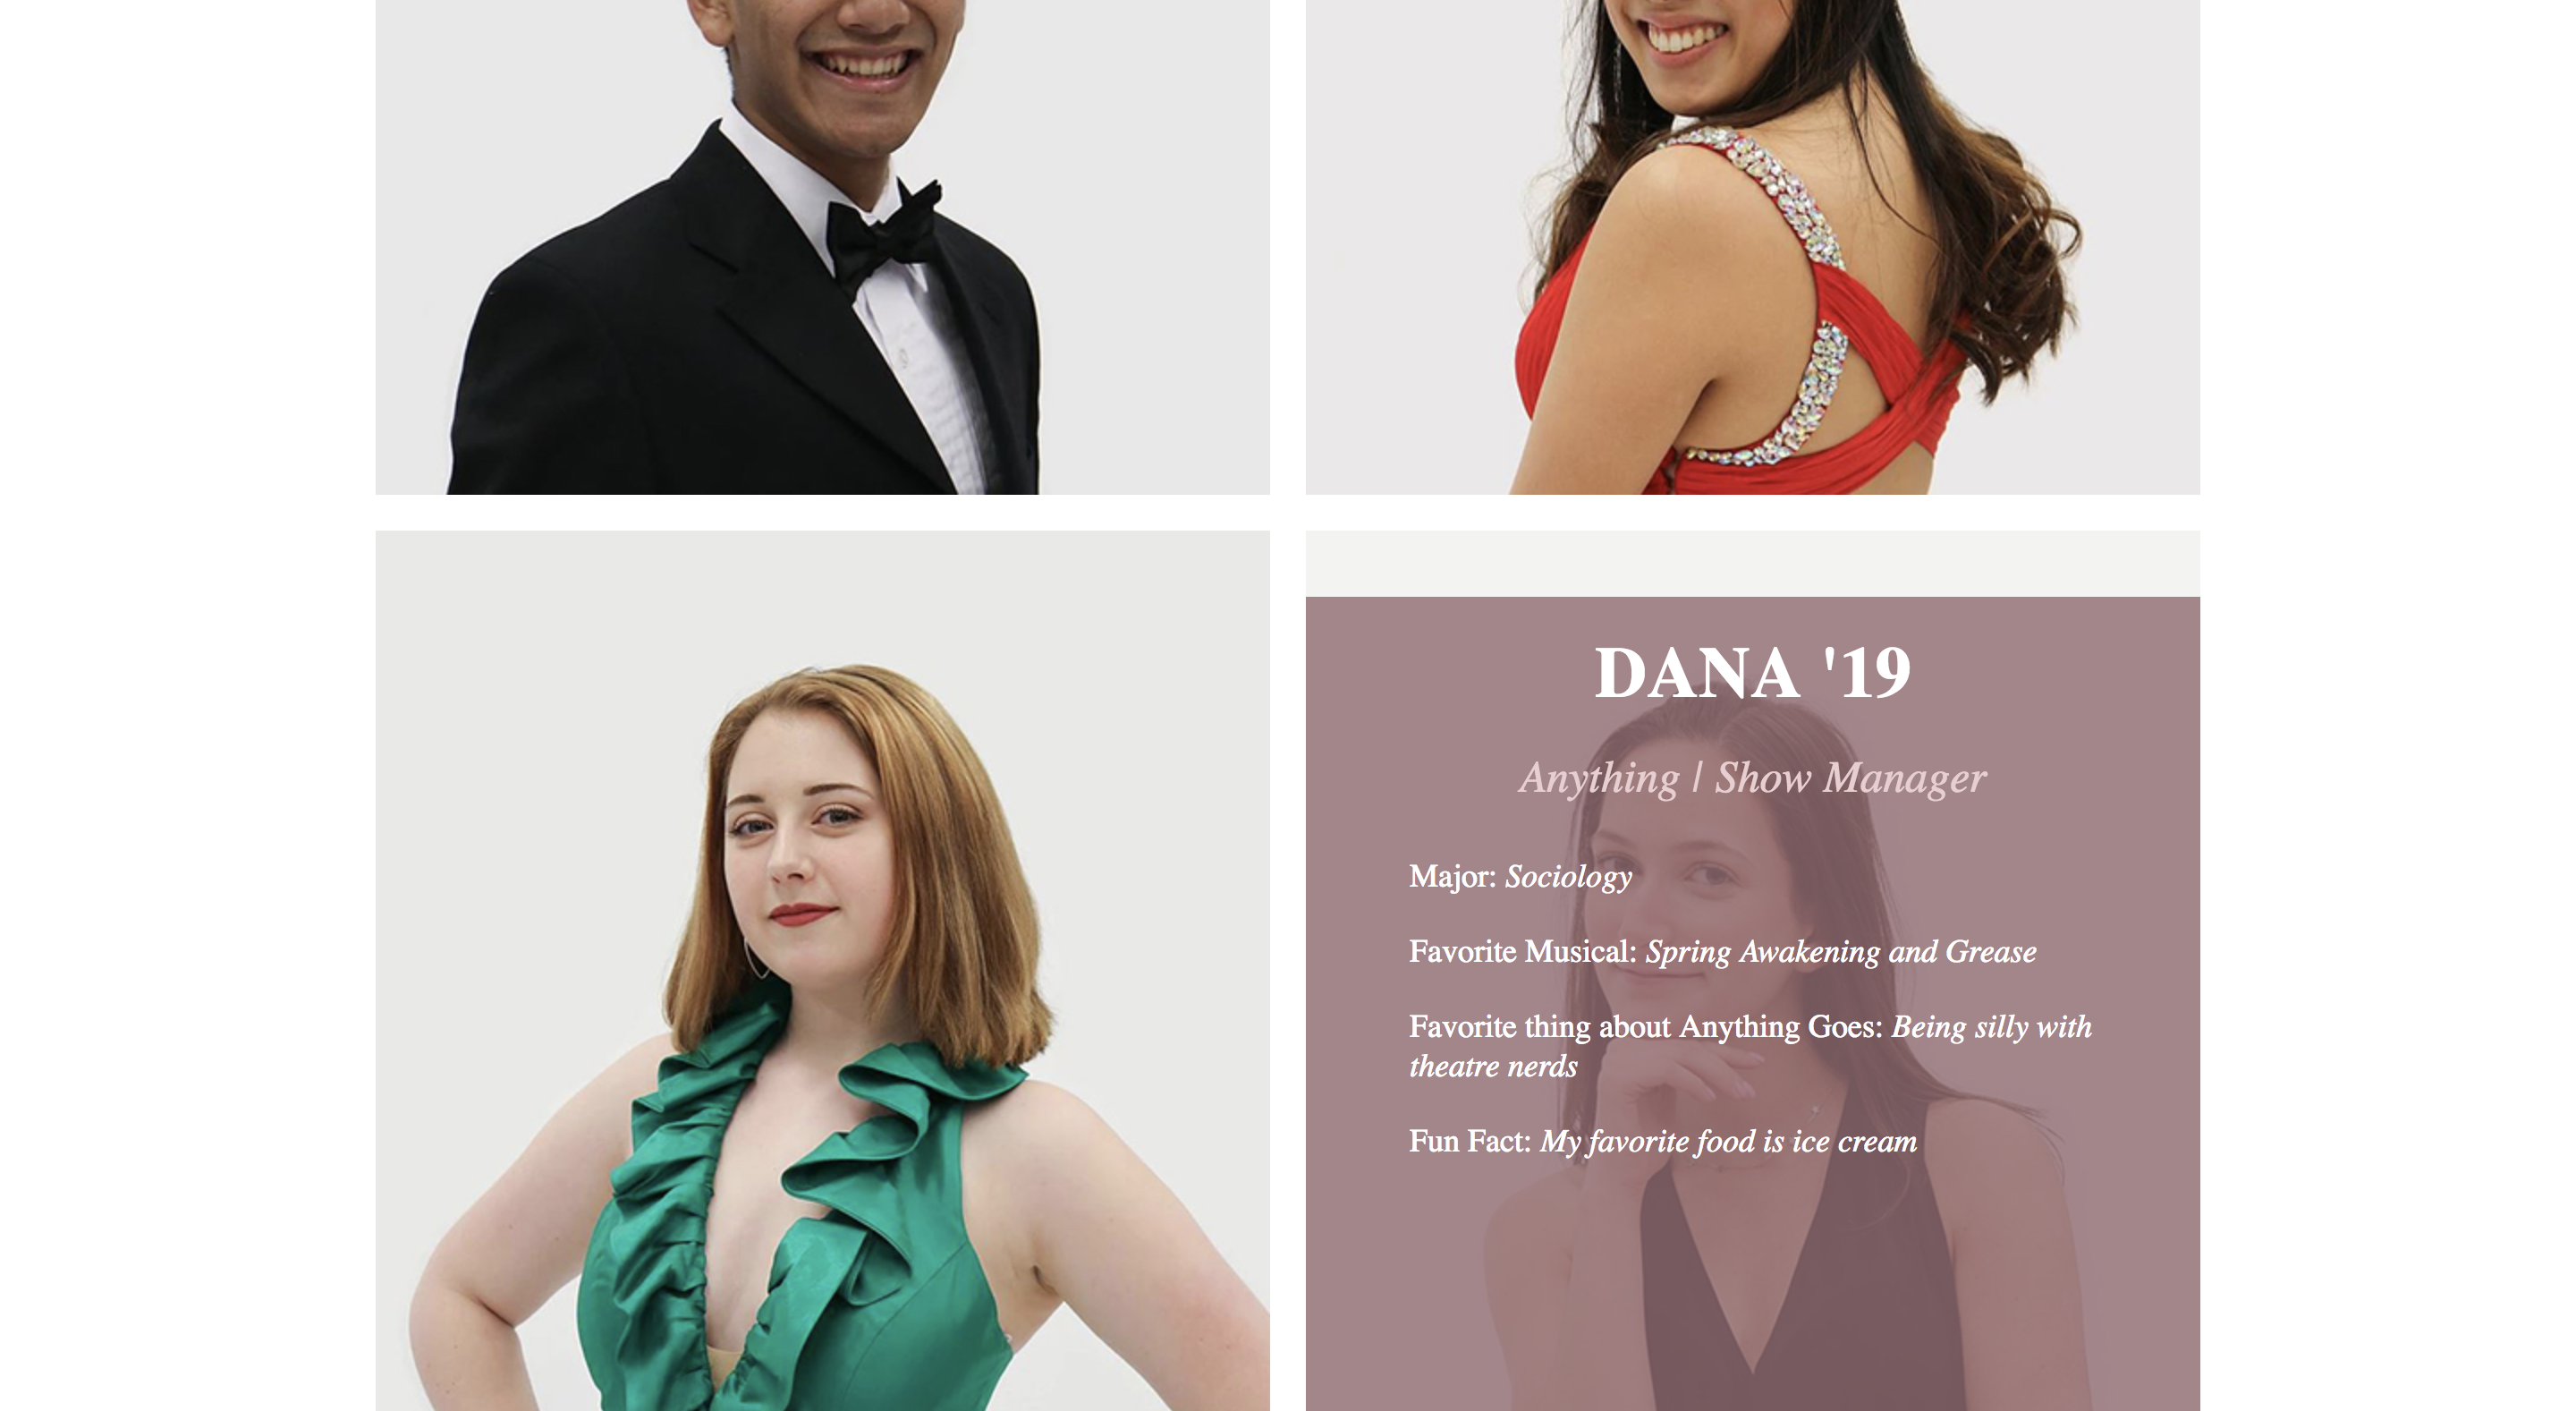 DANA '19
Anything | Show Manager
Major: Sociology
Favorite Musical: Spring Awakening and Grease
Favorite thing about Anything Goes: Being silly with
theatre nerds
Fun Fact: My favorite food is ice cream